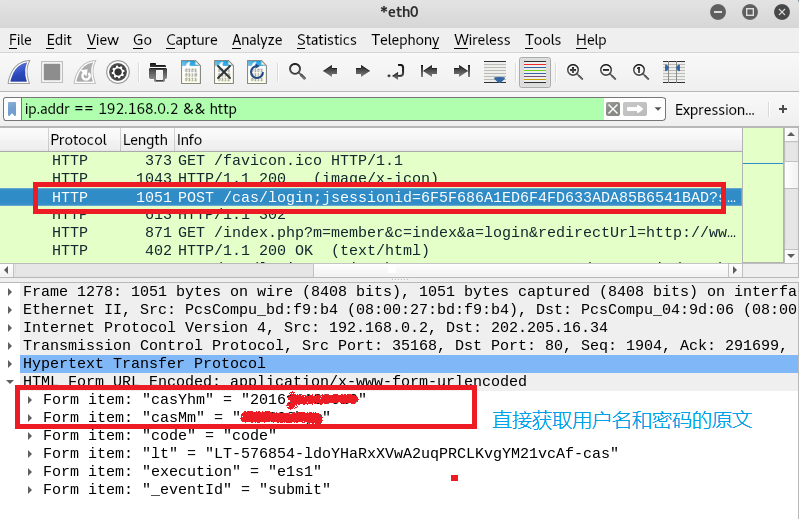 *eth0
File Edit View Go Capture Analyze Statistics Telephony Wireless Tools Help
ip.addr == 192.168.0.2 && http
Expression…
+
Protocol Length Info
HTTP 373 GET /favicon.ico HTTP/1.1
HTTP 1043 HTTP/1.1 200 (image/x-icon)
HTTP 1051 POST /cas/login;jsessionid=6F5F686A1ED6F4FD633ADA85B6541BAD?s…
HTTP 613 HTTP/1.1 302
HTTP 871 GET /index.php?m=member&c=index&a=login&redirectUrl=http://ww…
HTTP 402 HTTP/1.1 200 OK (text/html)
Frame 1278: 1051 bytes on wire (8408 bits), 1051 bytes captured (8408 bits) on interfa
Ethernet II, Src: PcsCompu_bd:f9:b4 (08:00:27:bd:f9:b4), Dst: PcsCompu_04:9d:06 (08:00
Internet Protocol Version 4, Src: 192.168.0.2, Dst: 202.205.16.34
Transmission Control Protocol, Src Port: 35168, Dst Port: 80, Seq: 1904, Ack: 291699,
Hypertext Transfer Protocol
HTML Form URL Encoded: application/x-www-form-urlencoded
Form item: "casYhm" = "2016"
Form item: "casMm" = ""
直接获取用户名和密码的原文
Form item: "code" = "code"
Form item: "lt" = "LT-576854-ldoYHaRxXVwA2uqPRCLKvgYM21vcAf-cas"
Form item: "execution" = "e1s1"
Form item: "_eventId" = "submit"